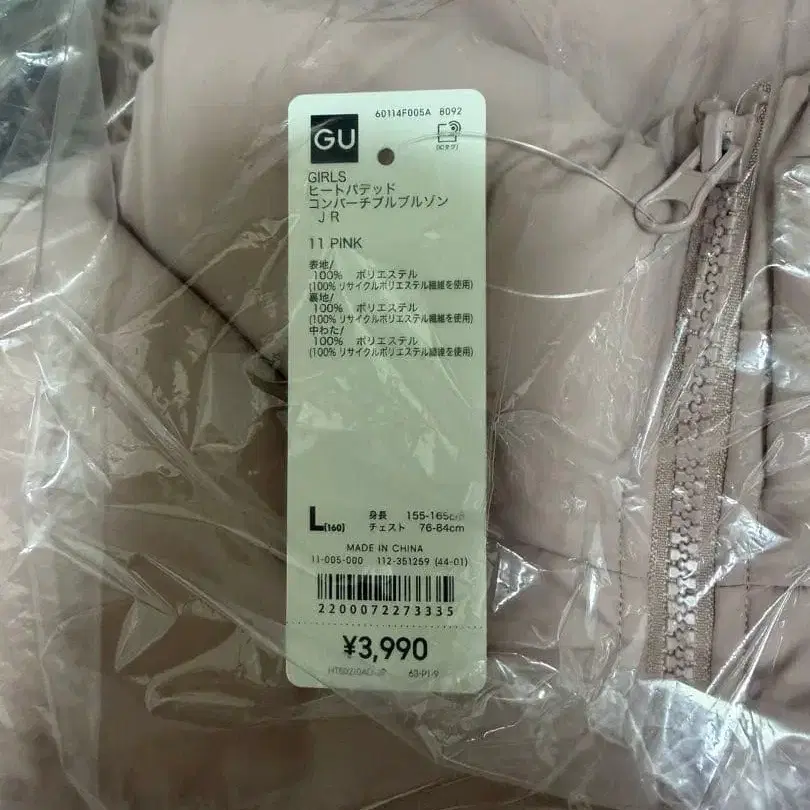 60114F005A 8092
GU
(ICタグ)
GIRLS
ヒートパデッド
コンバーチブルブルゾン
JR
11 PINK
表地/
100% ポリエステル
(100% リサイクルポリエステル繊維を使用)
裏地/
100% ポリエステル
(100% リサイクルポリエステル繊維を使用)
中わた/
100% ポリエステル
(100% リサイクルポリエステル繊維を使用)
L(160) 身長 155-165cm
チェスト 76-84cm
MADE IN CHINA
11-005-000 112-351259 (44-01)
2200072273335
¥3,990
63-P1-9